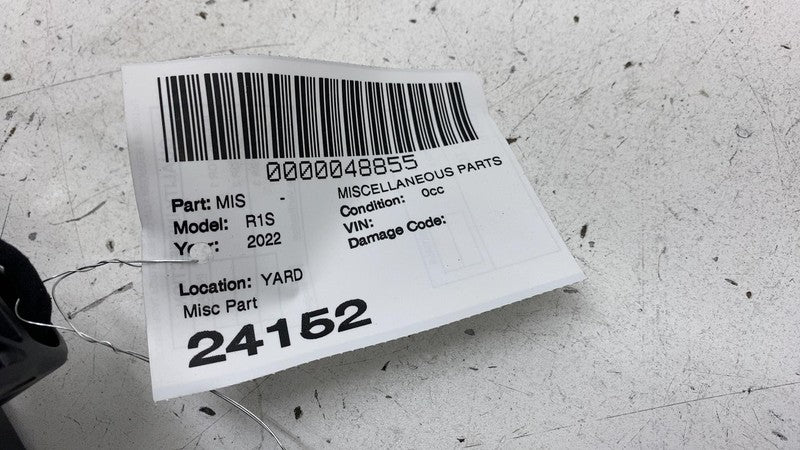 0000048855
Part: MIS - MISCELLANEOUS PARTS
Model: R1S Condition: 0cc
Year: 2022 VIN:
Damage Code:
Location: YARD
Misc Part
24152